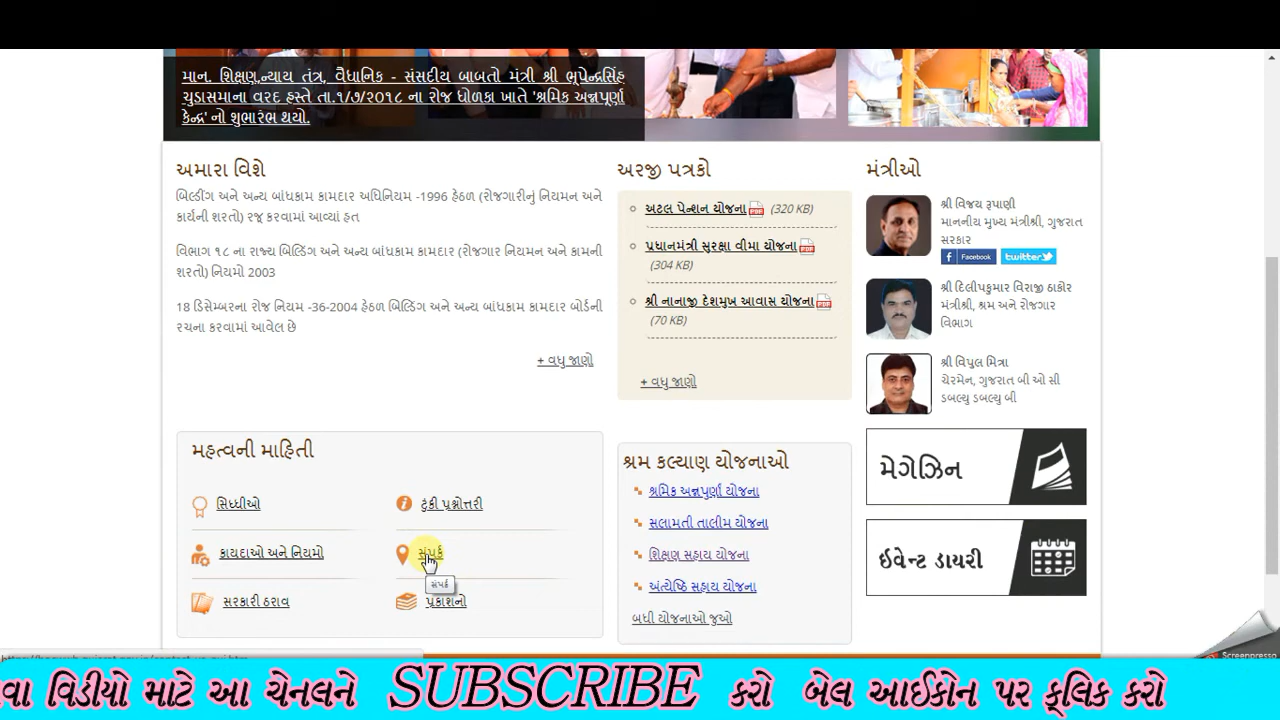 માન. શિક્ષણ,ન્યાય તંત્ર, વૈધાનિક - સંસદીય બાબતો મંત્રી શ્રી ભૂપેન્દ્રસિંહ
ચુડાસમાના વરદ હસ્તે તા.૧/૭/૨૦૧૮ ના રોજ ધોળકા ખાતે 'શ્રમિક અન્નપૂર્ણા
કેન્દ્ર' નો શુભારંભ થયો.
અમારા વિશે
બિલ્ડીંગ અને અન્ય બાંધકામ કામદાર અધિનિયમ -1996 હેઠળ (રોજગારીનું નિયમન અને
કાર્યની શરતો) રજૂ કરવામાં આવ્યાં હત
વિભાગ ૧૮ ના રાજ્ય બિલ્ડિંગ અને અન્ય બાંધકામ કામદાર (રોજગાર નિયમન અને કામની
શરતો) નિયમો 2003
18 ડિસેમ્બરના રોજ નિયમ -36-2004 હેઠળ બિલ્ડિંગ અને અન્ય બાંધકામ કામદાર બોર્ડની
રચના કરવામાં આવેલ છે
+ વધુ જાણો
અરજી પત્રકો
અટલ પેન્શન યોજના (320 KB)
પ્રધાનમંત્રી સુરક્ષા વીમા યોજના
(304 KB)
શ્રી નાનાજી દેશમુખ આવાસ યોજના
(70 KB)
+ વધુ જાણો
મંત્રીઓ
શ્રી વિજય રૂપાણી
માનનીય મુખ્ય મંત્રીશ્રી, ગુજરાત
સરકાર
Facebook twitter
શ્રી દિલીપકુમાર વિરાજી ઠાકોર
મંત્રીશ્રી, શ્રમ અને રોજગાર
વિભાગ
શ્રી વિપુલ મિત્રા
ચેરમેન, ગુજરાત બી ઓ સી
ડબલ્યુ ડબલ્યુ બી
મહત્વની માહિતી
સિધ્ધીઓ
ટુંકી પ્રશ્નોત્તરી
કાયદાઓ અને નિયમો
સંપર્ક
સંપર્ક
સરકારી ઠરાવ
પ્રકાશનો
શ્રમ કલ્યાણ યોજનાઓ
શ્રમિક અન્નપુર્ણા યોજના
સલામતી તાલીમ યોજના
શિક્ષણ સહાય યોજના
અંત્યેષ્ઠિ સહાય યોજના
બધી યોજનાઓ જુઓ
મેગેઝિન
ઇવેન્ટ ડાયરી
Screenpresso
વા વિડીયો માટે આ ચેનલને SUBSCRIBE કરો બેલ આઈકોન પર ક્લિક કરો